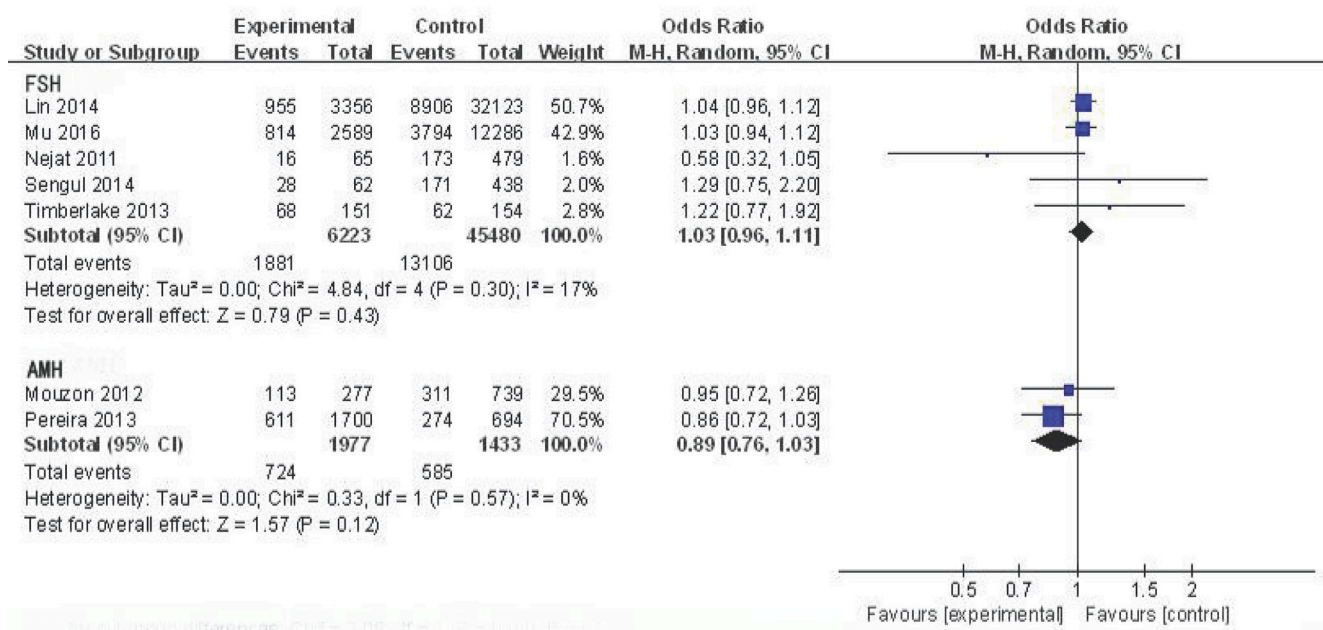 Experimental Control Odds Ratio Odds Ratio
Study or Subgroup Events Total Events Total Weight M-H, Random, 95% CI M-H, Random, 95% CI
FSH
Lin 2014 955 3356 8906 32123 50.7% 1.04 [0.96, 1.12]
Mu 2016 814 2589 3794 12286 42.9% 1.03 [0.94, 1.12]
Nejat 2011 16 65 173 479 1.6% 0.58 [0.32, 1.05]
Sengul 2014 28 62 171 438 2.0% 1.29 [0.75, 2.20]
Timberlake 2013 68 151 62 154 2.8% 1.22 [0.77, 1.92]
Subtotal (95% CI) 6223 45480 100.0% 1.03 [0.96, 1.11]
Total events 1881 13106
Heterogeneity: Tau² = 0.00; Chi² = 4.84, df = 4 (P = 0.30); I² = 17%
Test for overall effect: Z = 0.79 (P = 0.43)
AMH
Mouzon 2012 113 277 311 739 29.5% 0.95 [0.72, 1.26]
Pereira 2013 611 1700 274 694 70.5% 0.86 [0.72, 1.03]
Subtotal (95% CI) 1977 1433 100.0% 0.89 [0.76, 1.03]
Total events 724 585
Heterogeneity: Tau² = 0.00; Chi² = 0.33, df = 1 (P = 0.57); I² = 0%
Test for overall effect: Z = 1.57 (P = 0.12)
0.5 0.7 1 1.5 2
Favours [experimental] Favours [control]